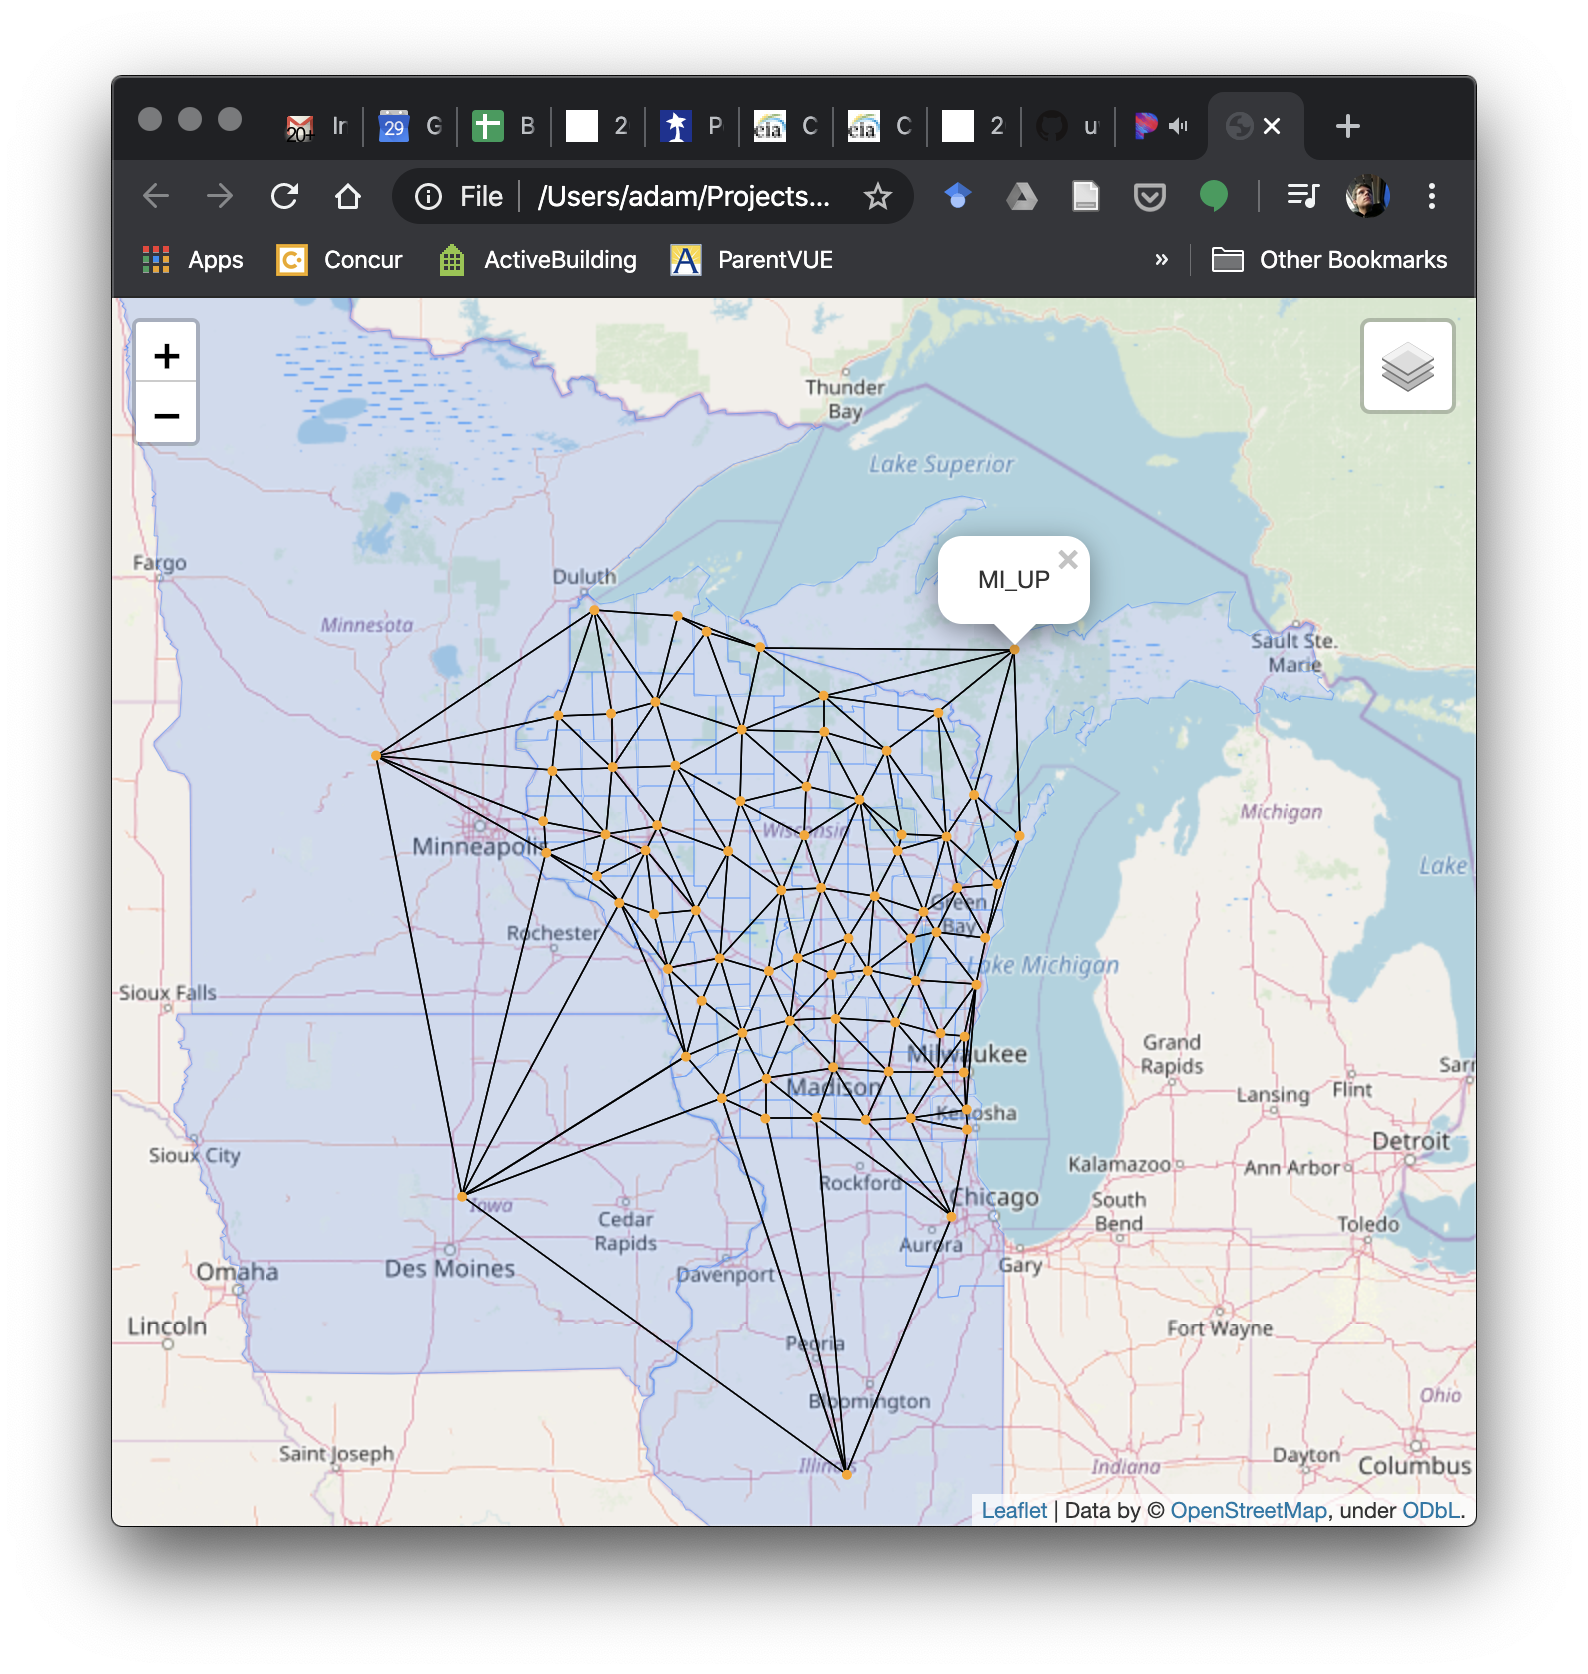 20+ In
29 G
B
2
P
eia C
eia C
2
u
File /Users/adam/Projects...
Apps Concur ActiveBuilding ParentVUE » Other Bookmarks
+
−
Thunder
Bay
Lake Superior
MI_UP
Fargo
Duluth
Minnesota
Sault Ste.
Marie
Minneapolis
Wisconsin
Michigan
Lake
Green
Bay
Rochester
Lake Michigan
Sioux Falls
Milwaukee
Grand
Rapids
Madison
Lansing
Flint
Sarn
Kenosha
Sioux City
Detroit
Kalamazoo
Ann Arbor
Rockford
Iowa
Chicago
South
Bend
Cedar
Rapids
Aurora
Toledo
Omaha
Des Moines
Davenport
Gary
Lincoln
Fort Wayne
Peoria
Bloomington
Ohio
Saint Joseph
Illinois
Indiana
Dayton
Columbus
Leaflet | Data by © OpenStreetMap, under ODbL.